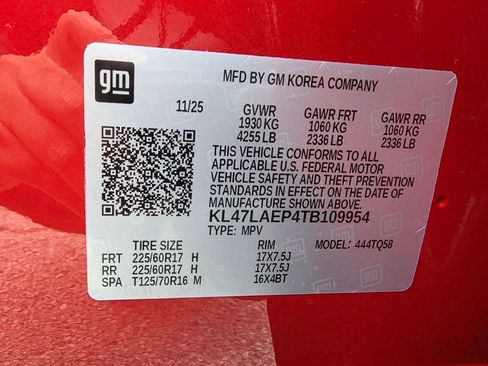 gm
MFD BY GM KOREA COMPANY
11/25 GVWR GAWR FRT GAWR RR
1930 KG 1060 KG 1060 KG
4255 LB 2336 LB 2336 LB
THIS VEHICLE CONFORMS TO ALL
APPLICABLE U.S. FEDERAL MOTOR
VEHICLE SAFETY AND THEFT PREVENTION
STANDARDS IN EFFECT ON THE DATE OF
MANUFACTURE SHOWN ABOVE.
KL47LAEP4TB109954
TYPE: MPV
TIRE SIZE RIM MODEL: 444TQ58
FRT 225/60R17 H 17X7.5J
RR 225/60R17 H 17X7.5J
SPA T125/70R16 M 16X4BT